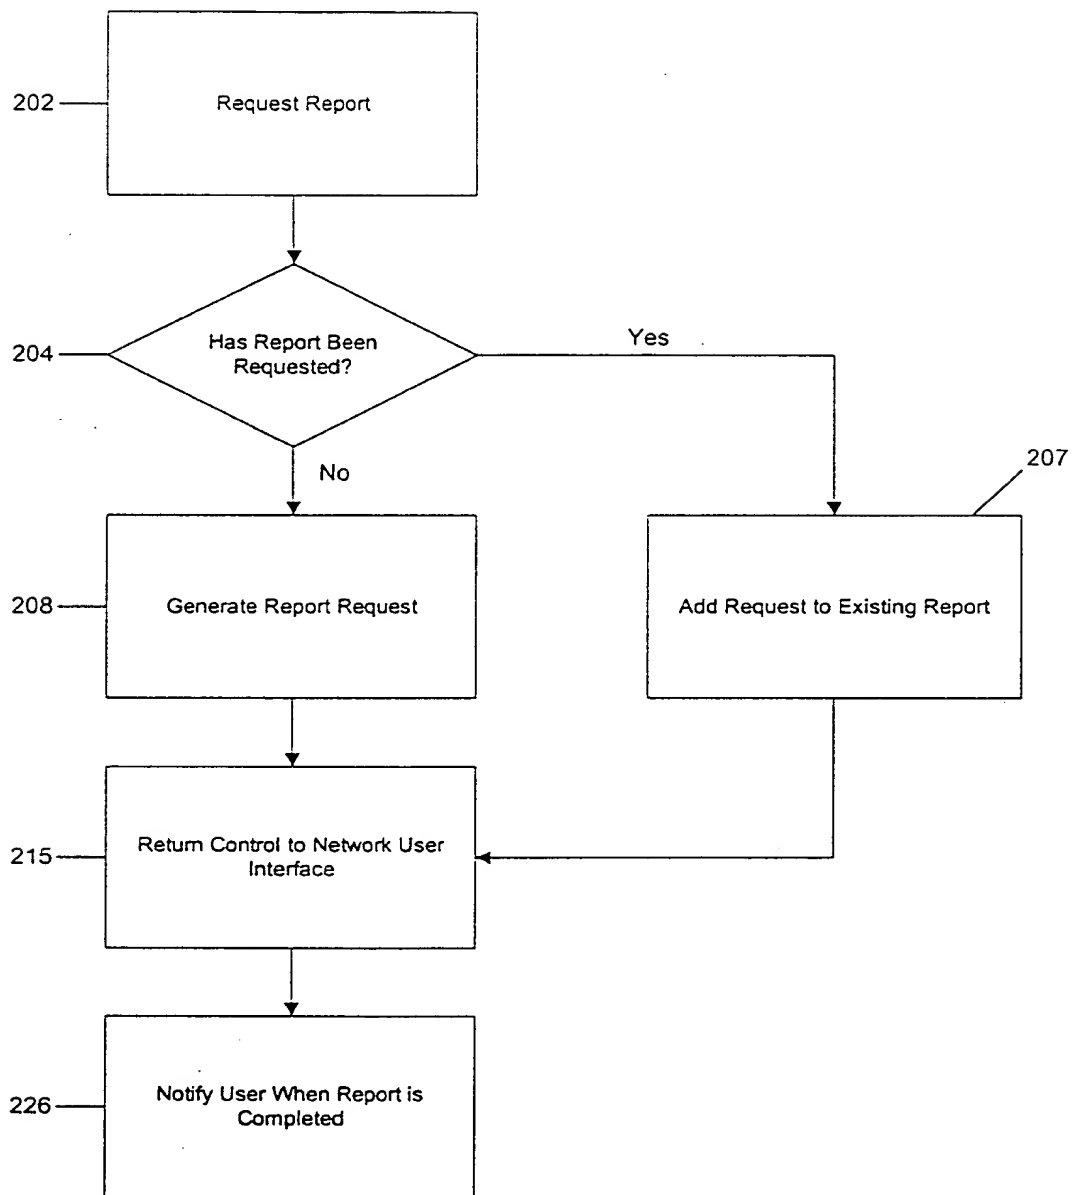 202
Request Report
204
Has Report Been
Requested?
Yes
No
207
208
Generate Report Request
Add Request to Existing Report
215
Return Control to Network User
Interface
226
Notify User When Report is
Completed